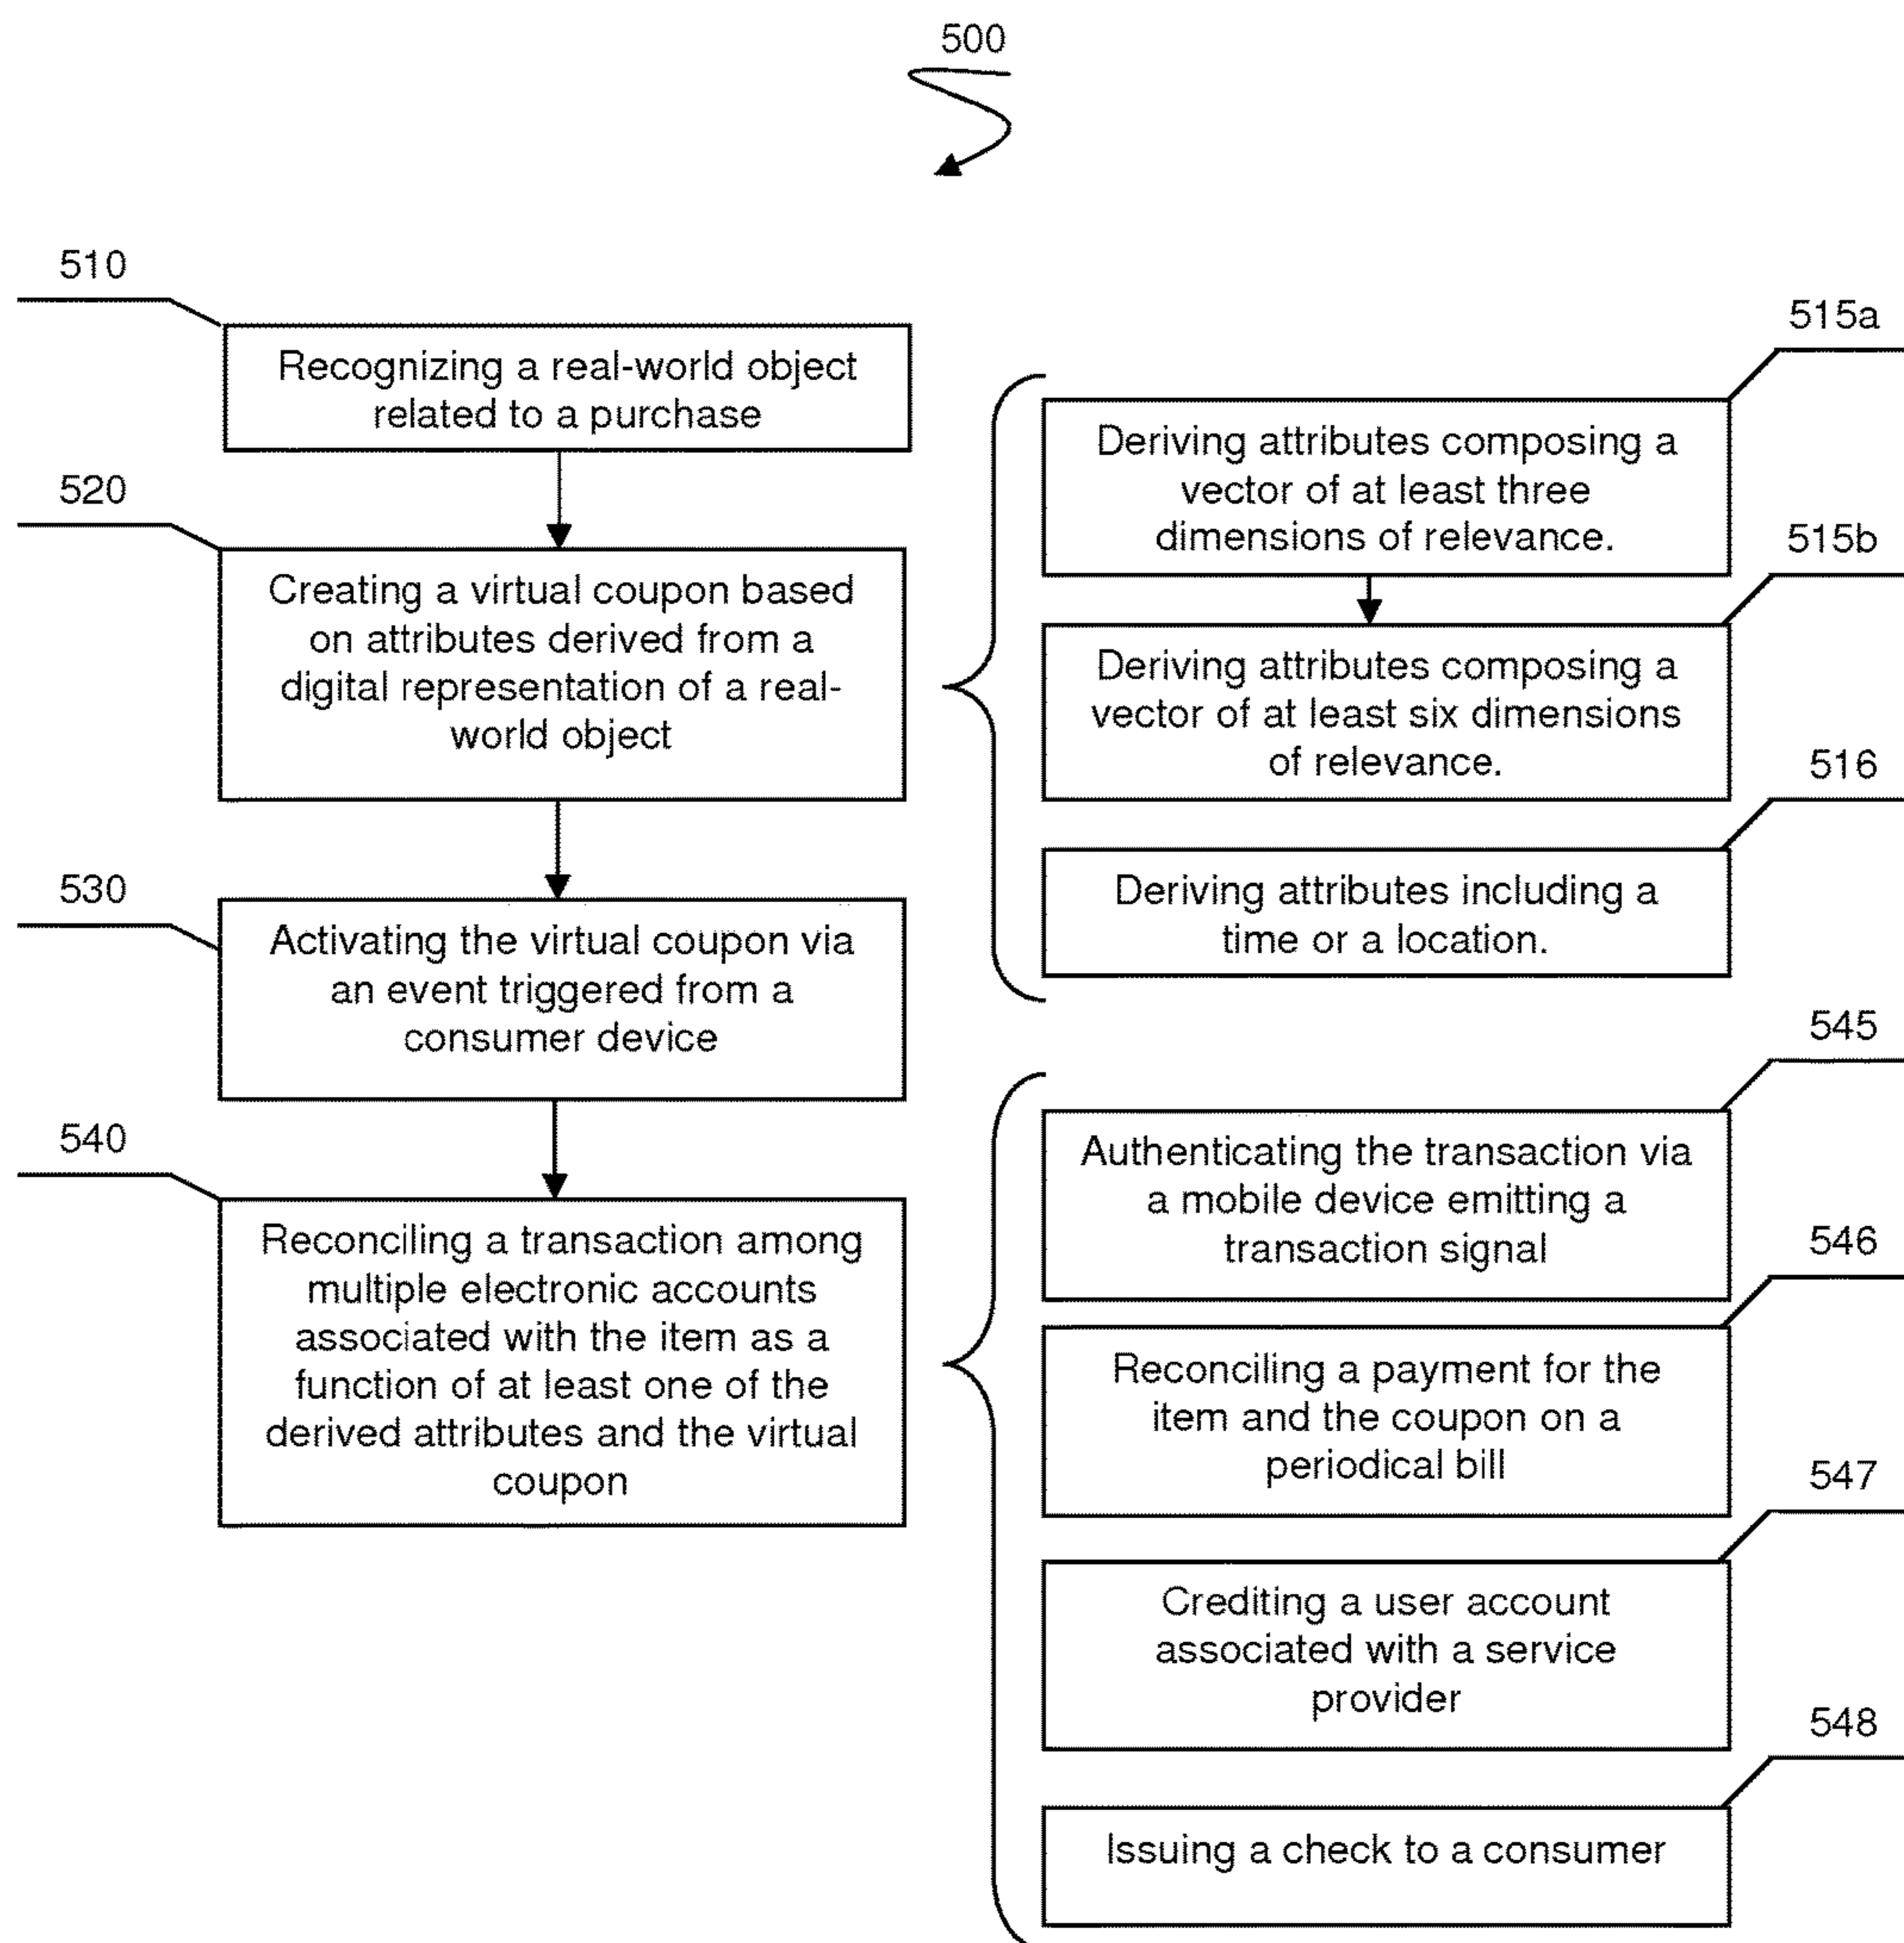 500
510
Recognizing a real-world object
related to a purchase
520
Creating a virtual coupon based
on attributes derived from a
digital representation of a real-
world object
530
Activating the virtual coupon via
an event triggered from a
consumer device
540
Reconciling a transaction among
multiple electronic accounts
associated with the item as a
function of at least one of the
derived attributes and the virtual
coupon
515a
Deriving attributes composing a
vector of at least three
dimensions of relevance.
515b
Deriving attributes composing a
vector of at least six dimensions
of relevance.
516
Deriving attributes including a
time or a location.
545
Authenticating the transaction via
a mobile device emitting a
transaction signal
546
Reconciling a payment for the
item and the coupon on a
periodical bill
547
Crediting a user account
associated with a service
provider
548
Issuing a check to a consumer